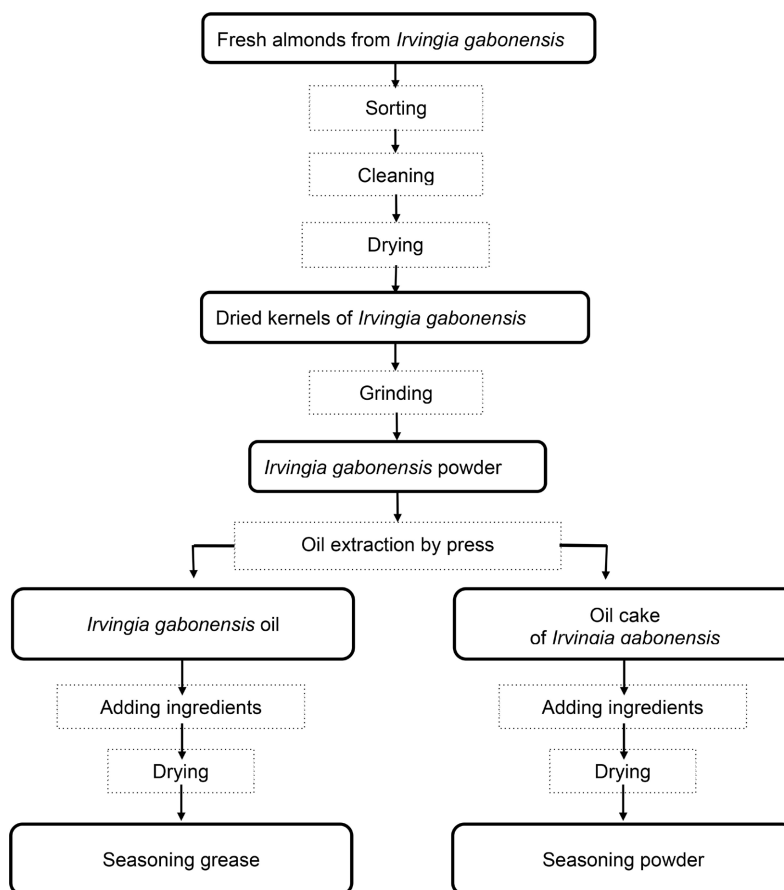 Fresh almonds from Irvingia gabonensis
Sorting
Cleaning
Drying
Dried kernels of Irvingia gabonensis
Grinding
Irvingia gabonensis powder
Oil extraction by press
Irvingia gabonensis oil
Oil cake
of Irvingia gabonensis
Adding ingredients
Adding ingredients
Drying
Drying
Seasoning grease
Seasoning powder